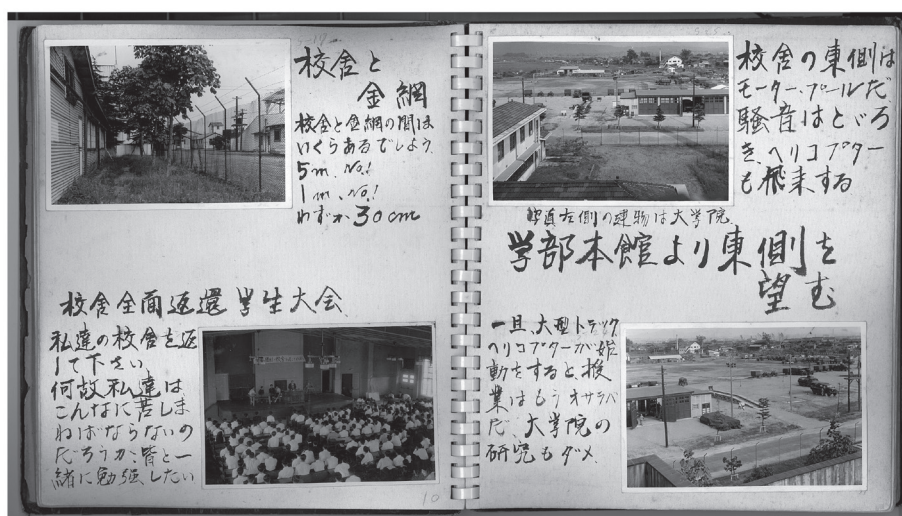 校舎と
金網
校舎と金網の間は
いくらあるでしょう
5m、No!
1m、No!
わずか30cm
校舎全面返還学生大会
私達の校舎を返
して下さい
何故私達は
こんなに苦しま
ねばならないの
だろうか、皆と一
緒に勉強したい
10
校舎の東側は
モーター・プールだ
騒音はとどろ
き、ヘリコプター
も飛来する
写真左側の建物は大学院
学部本館より東側を
望む
一旦、大型トラック
ヘリコプターが始
動をすると、授
業はもうオサラバ
だ、大学院の
研究もダメ